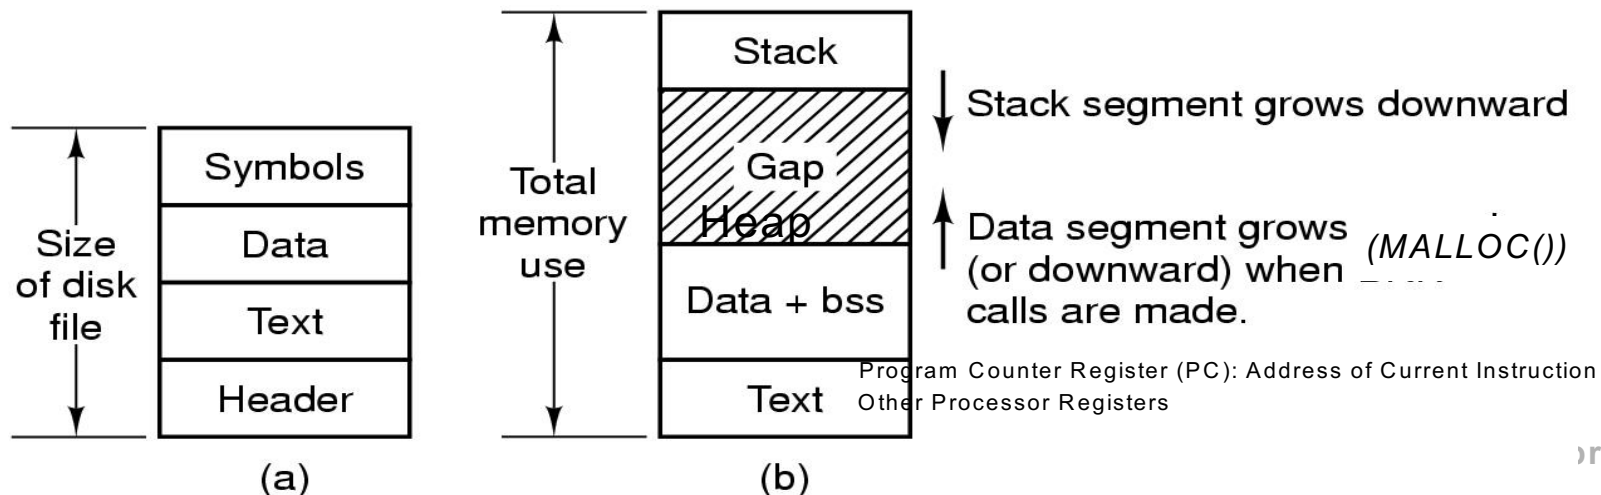 Symbols
Data
Text
Header
Size
of disk
file
(a)
Stack
Gap
Heap
Data + bss
Text
Total
memory
use
(b)
Stack segment grows downward
Data segment grows
(MALLOC())
(or downward) when
calls are made.
Program Counter Register (PC): Address of Current Instruction
Other Processor Registers